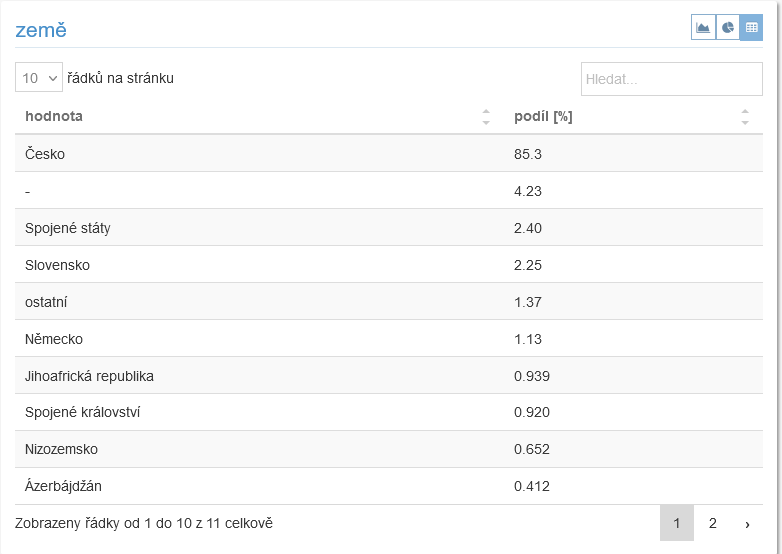 země
10 řádků na stránku
Hledat...
hodnota podíl [%]
Česko 85.3
- 4.23
Spojené státy 2.40
Slovensko 2.25
ostatní 1.37
Německo 1.13
Jihoafrická republika 0.939
Spojené království 0.920
Nizozemsko 0.652
Ázerbájdžán 0.412
Zobrazeny řádky od 1 do 10 z 11 celkově
1 2 ›